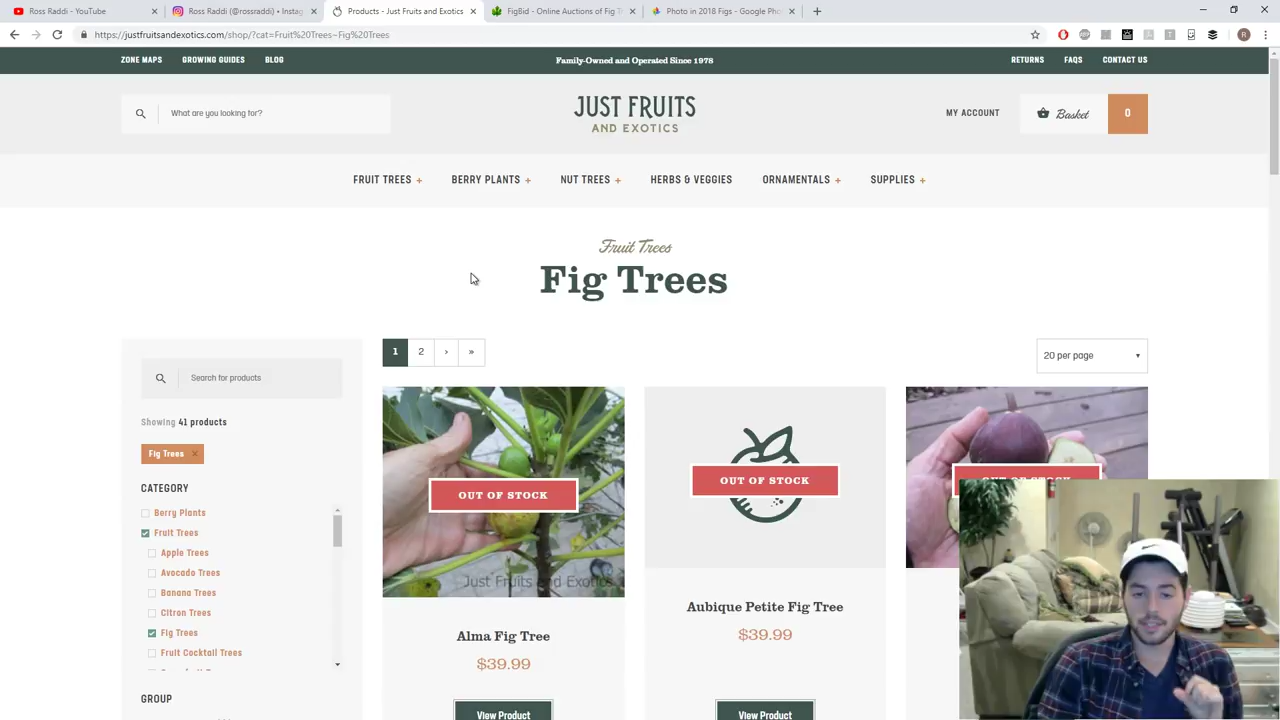 Ross Raddi - YouTube
Ross Raddi (@rossraddi) • Instag
Products - Just Fruits and Exotics
FigBid - Online Auctions of Fig T
Photo in 2018 Figs - Google Pho
https://justfruitsandexotics.com/shop/?cat=Fruit%20Trees~Fig%20Trees
ZONE MAPS GROWING GUIDES BLOG
Family-Owned and Operated Since 1978
RETURNS FAQS CONTACT US
What are you looking for?
JUST FRUITS
AND EXOTICS
MY ACCOUNT
Basket
0
FRUIT TREES + BERRY PLANTS + NUT TREES + HERBS & VEGGIES ORNAMENTALS + SUPPLIES +
Fruit Trees
Fig Trees
1 2 › »
20 per page
Search for products
Showing 41 products
Fig Trees ×
CATEGORY
Berry Plants
Fruit Trees
Apple Trees
Avocado Trees
Banana Trees
Citron Trees
Fig Trees
Fruit Cocktail Trees
GROUP
OUT OF STOCK
Just Fruits and Exotics
Alma Fig Tree
$39.99
View Product
OUT OF STOCK
Aubique Petite Fig Tree
$39.99
View Product